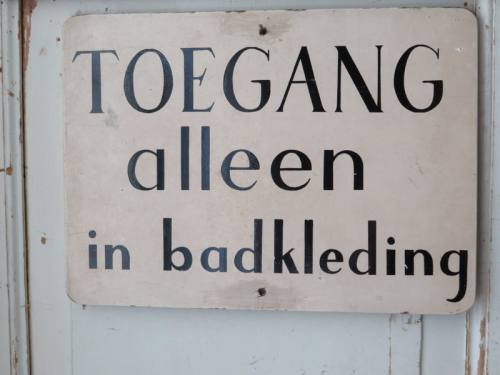 TOEGANG
alleen
in badkleding